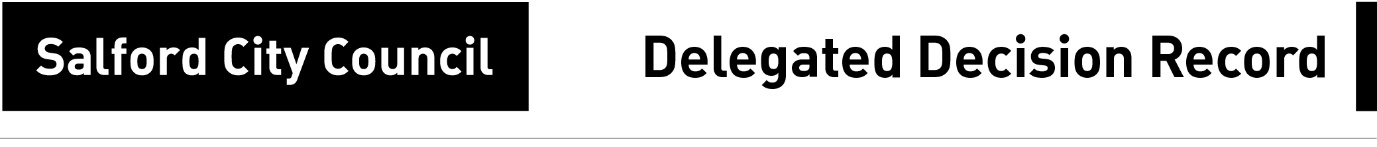 Salford City Council
Delegated Decision Record